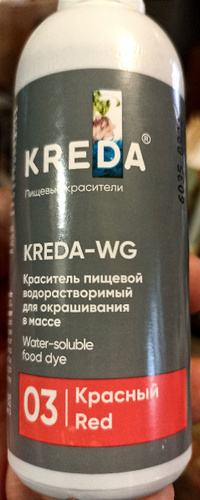 KREDA®
Пищевые красители
KREDA-WG
Краситель пищевой
водорастворимый
для окрашивания
в массе
Water-soluble
food dye
03
Красный
Red